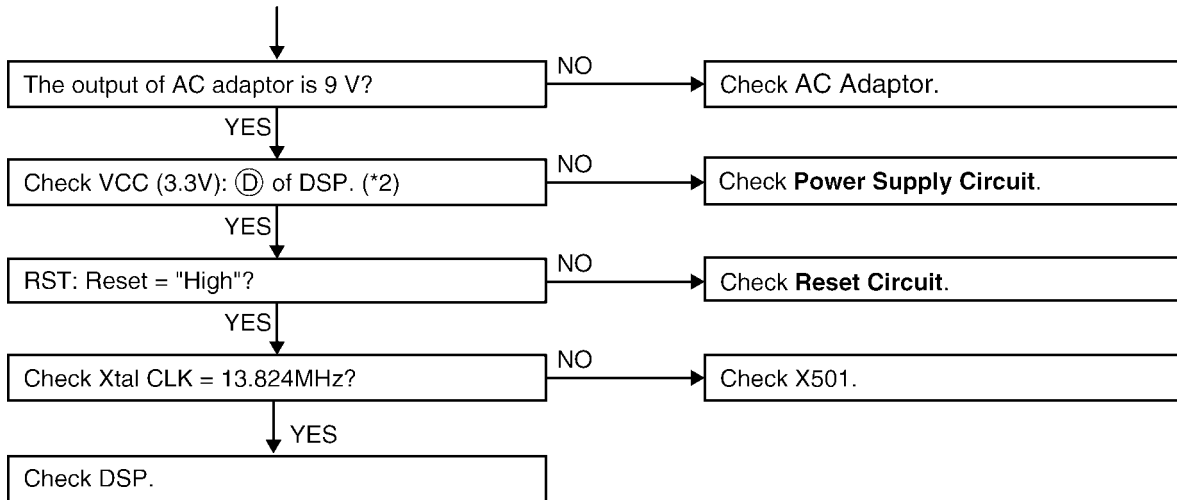 The output of AC adaptor is 9 V?
NO
Check AC Adaptor.
YES
Check VCC (3.3V): Ⓓ of DSP. (*2)
NO
Check Power Supply Circuit.
YES
RST: Reset = "High"?
NO
Check Reset Circuit.
YES
Check Xtal CLK = 13.824MHz?
NO
Check X501.
YES
Check DSP.